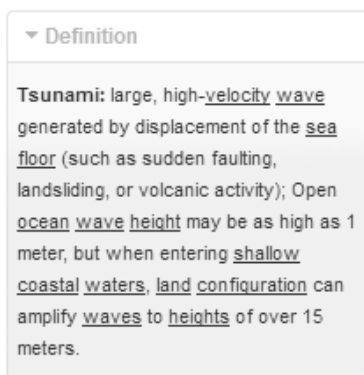 Definition
Tsunami: large, high-velocity wave
generated by displacement of the sea
floor (such as sudden faulting,
landsliding, or volcanic activity); Open
ocean wave height may be as high as 1
meter, but when entering shallow
coastal waters, land configuration can
amplify waves to heights of over 15
meters.